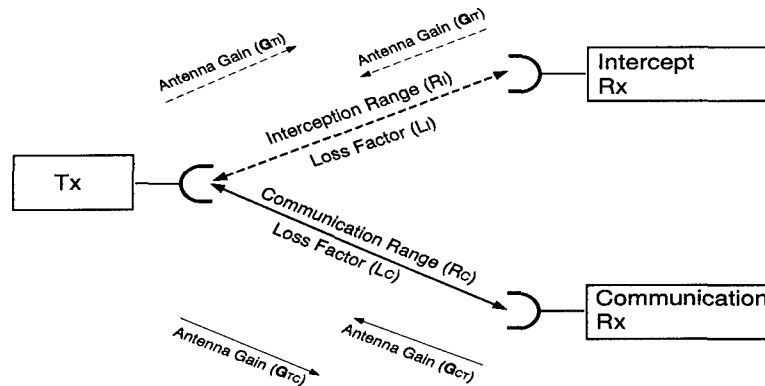 Antenna Gain (GTI)
Antenna Gain (GIT)
Intercept
Rx
Interception Range (RI)
Loss Factor (LI)
Tx
Communication Range (RC)
Loss Factor (LC)
Communication
Rx
Antenna Gain (GTC)
Antenna Gain (GCT)